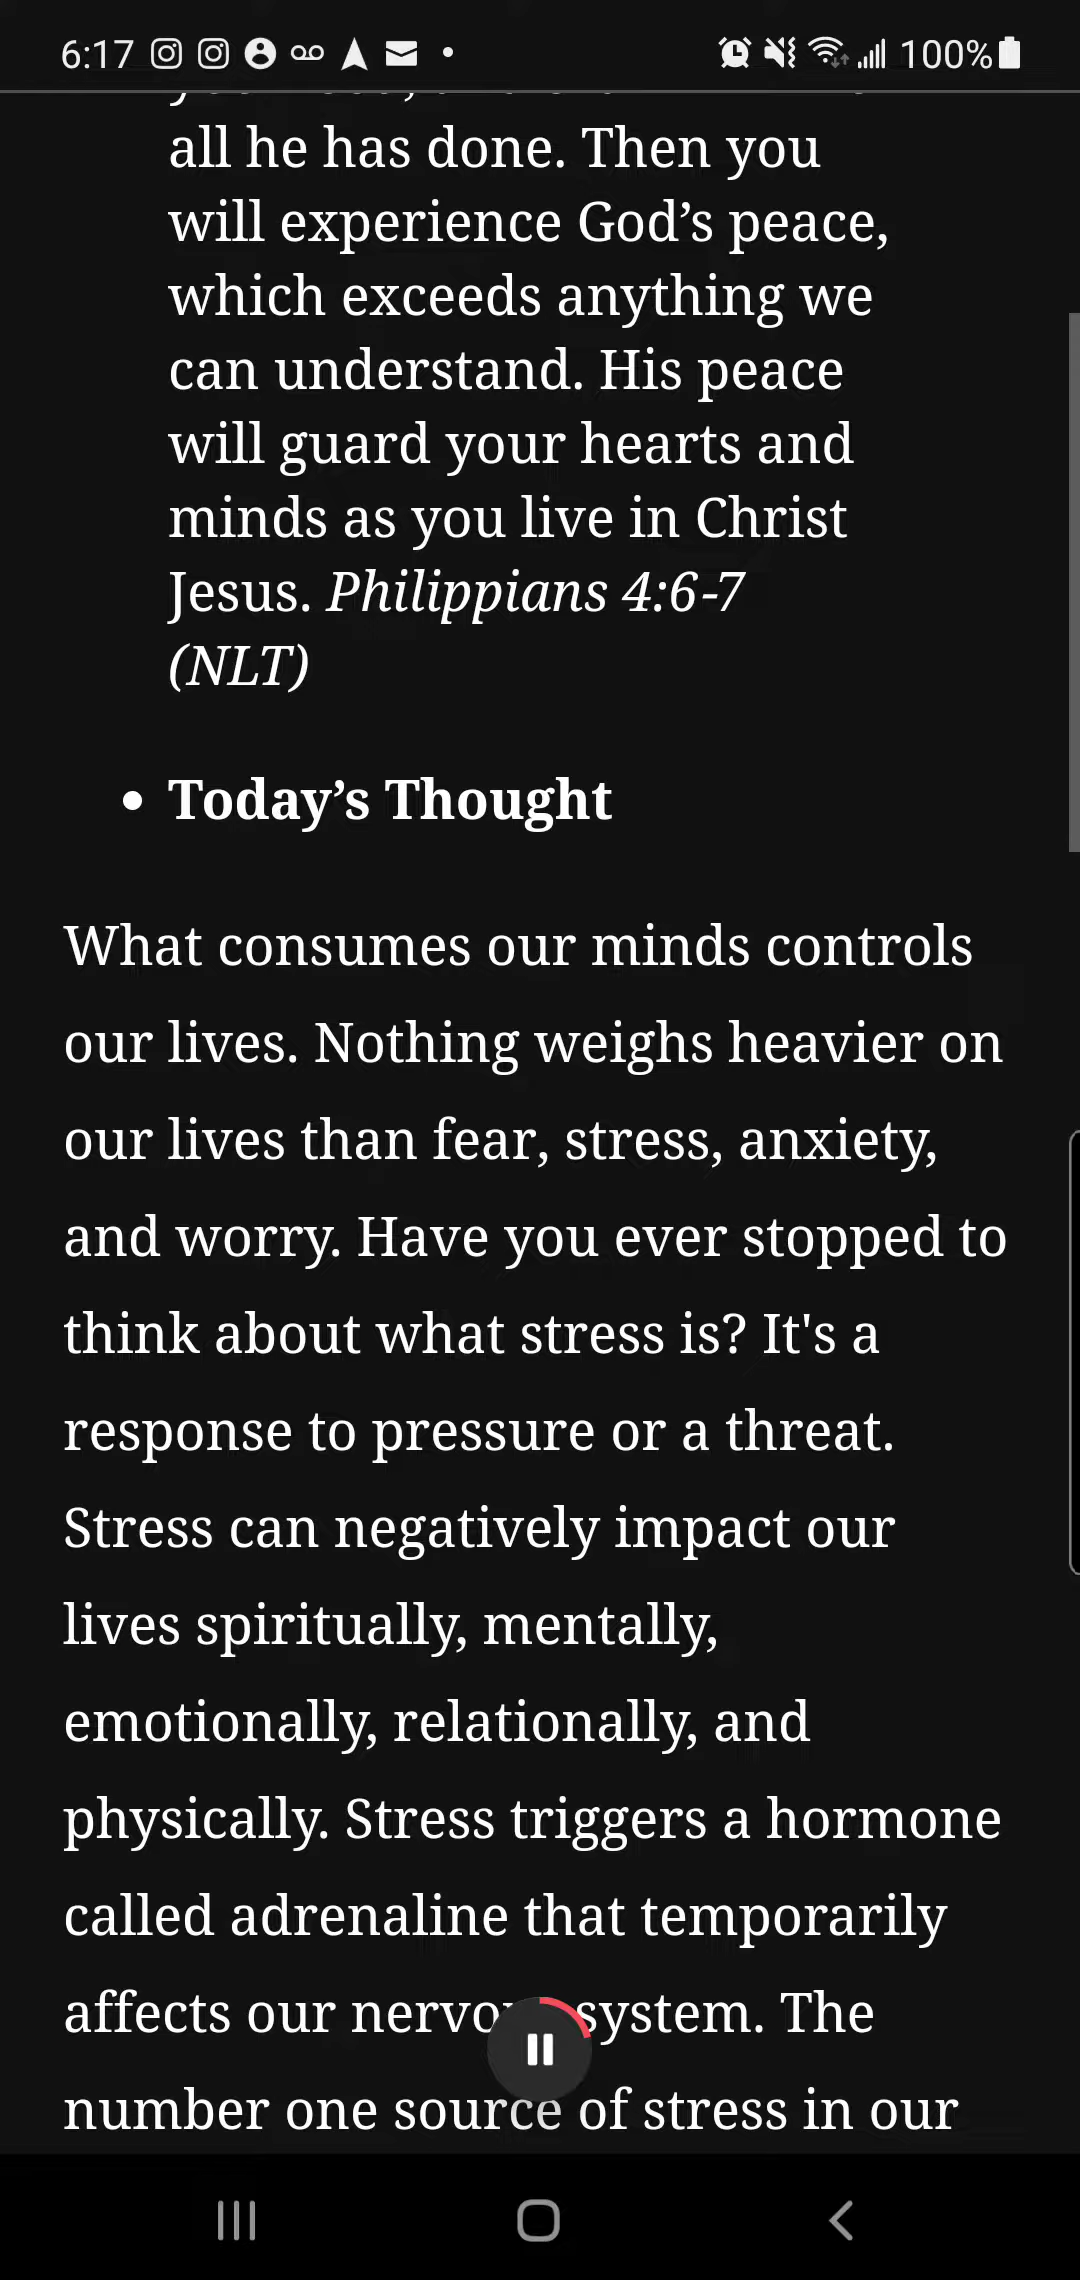 6:17
100%
all he has done. Then you
will experience God’s peace,
which exceeds anything we
can understand. His peace
will guard your hearts and
minds as you live in Christ
Jesus. Philippians 4:6-7
(NLT)
• Today’s Thought
What consumes our minds controls
our lives. Nothing weighs heavier on
our lives than fear, stress, anxiety,
and worry. Have you ever stopped to
think about what stress is? It's a
response to pressure or a threat.
Stress can negatively impact our
lives spiritually, mentally,
emotionally, relationally, and
physically. Stress triggers a hormone
called adrenaline that temporarily
affects our system. The
number one source of stress in our